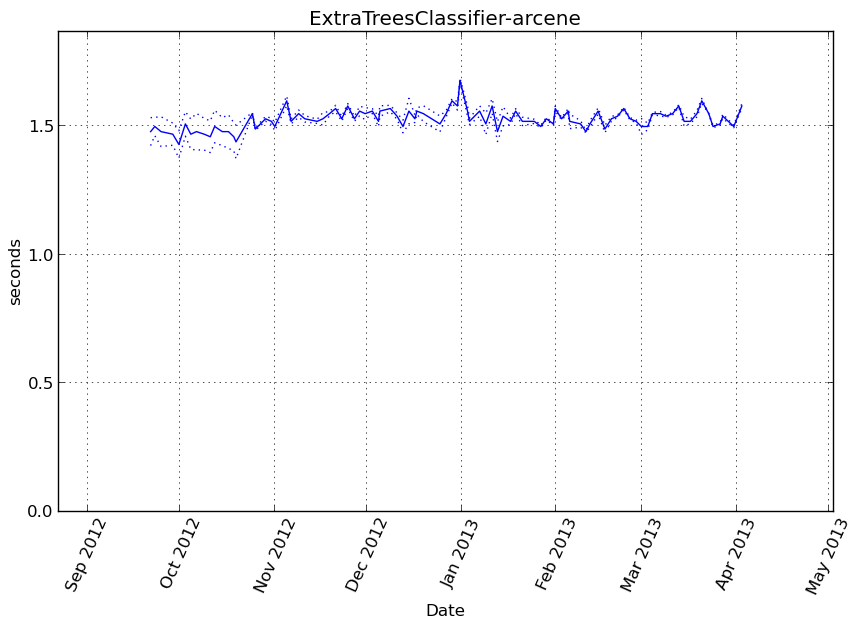 ExtraTreesClassifier-arcene
seconds
1.5
1.0
0.5
0.0
Sep 2012
Oct 2012
Nov 2012
Dec 2012
Jan 2013
Feb 2013
Mar 2013
Apr 2013
May 2013
Date